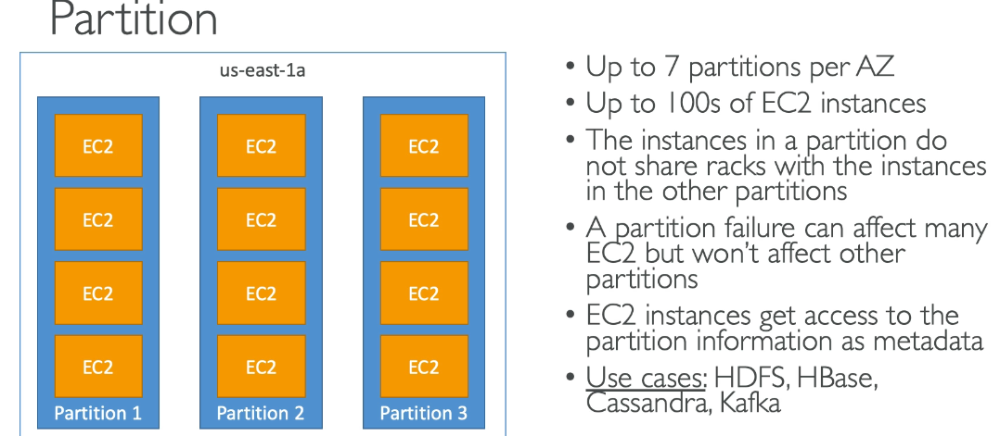 Partition
us-east-1a
EC2 EC2 EC2
EC2 EC2 EC2
EC2 EC2 EC2
EC2 EC2 EC2
Partition 1 Partition 2 Partition 3
• Up to 7 partitions per AZ
• Up to 100s of EC2 instances
• The instances in a partition do
not share racks with the instances
in the other partitions
• A partition failure can affect many
EC2 but won't affect other
partitions
• EC2 instances get access to the
partition information as metadata
• Use cases: HDFS, HBase,
Cassandra, Kafka